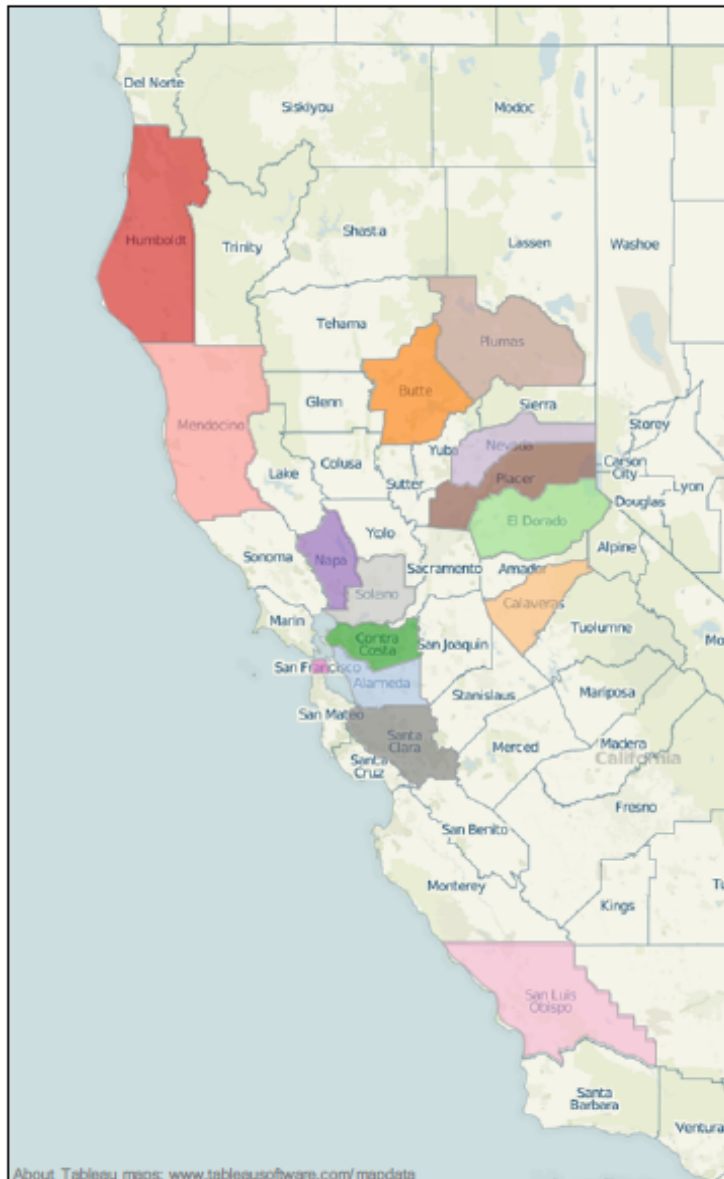 Del Norte
Siskiyou
Modoc
Humboldt
Trinity
Shasta
Lassen
Washoe
Tehama
Plumas
Butte
Glenn
Sierra
Mendocino
Storey
Nevada
Yuba
Colusa
Lake
Carson
City
Placer
Sutter
Lyon
Douglas
El Dorado
Yolo
Sonoma
Napa
Alpine
Sacramento
Amador
Solano
Calaveras
Marin
Tuolumne
Contra
Costa
San Joaquin
Mo
San Francisco
Alameda
Mariposa
Stanislaus
San Mateo
Santa
Clara
Merced
Madera
California
Santa
Cruz
Fresno
San Benito
Monterey
Tu
Kings
San Luis
Obispo
Santa
Barbara
Ventura
About Tableau maps: www.tableausoftware.com/mapdata